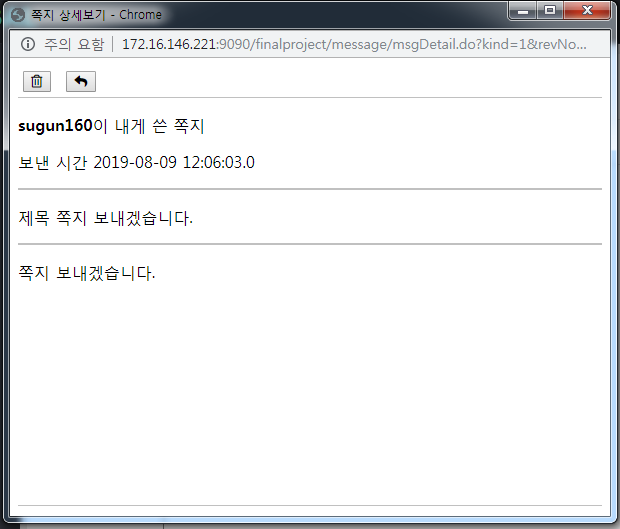 쪽지 상세보기 - Chrome
주의 요함 | 172.16.146.221:9090/finalproject/message/msgDetail.do?kind=1&revNo...
sugun160이 내게 쓴 쪽지
보낸 시간 2019-08-09 12:06:03.0
제목 쪽지 보내겠습니다.
쪽지 보내겠습니다.